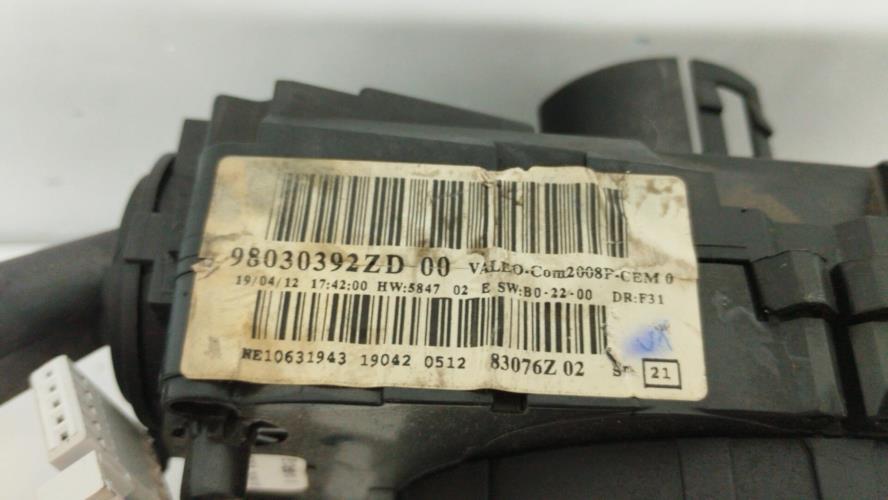 98030392ZD 00 VALEO-Com2008P-CEM 0
19/04/12 17:42:00 HW:5847 02 E SW:B0-22-00 DR:F31
NE10631943 19042 0512 83076Z 02 21